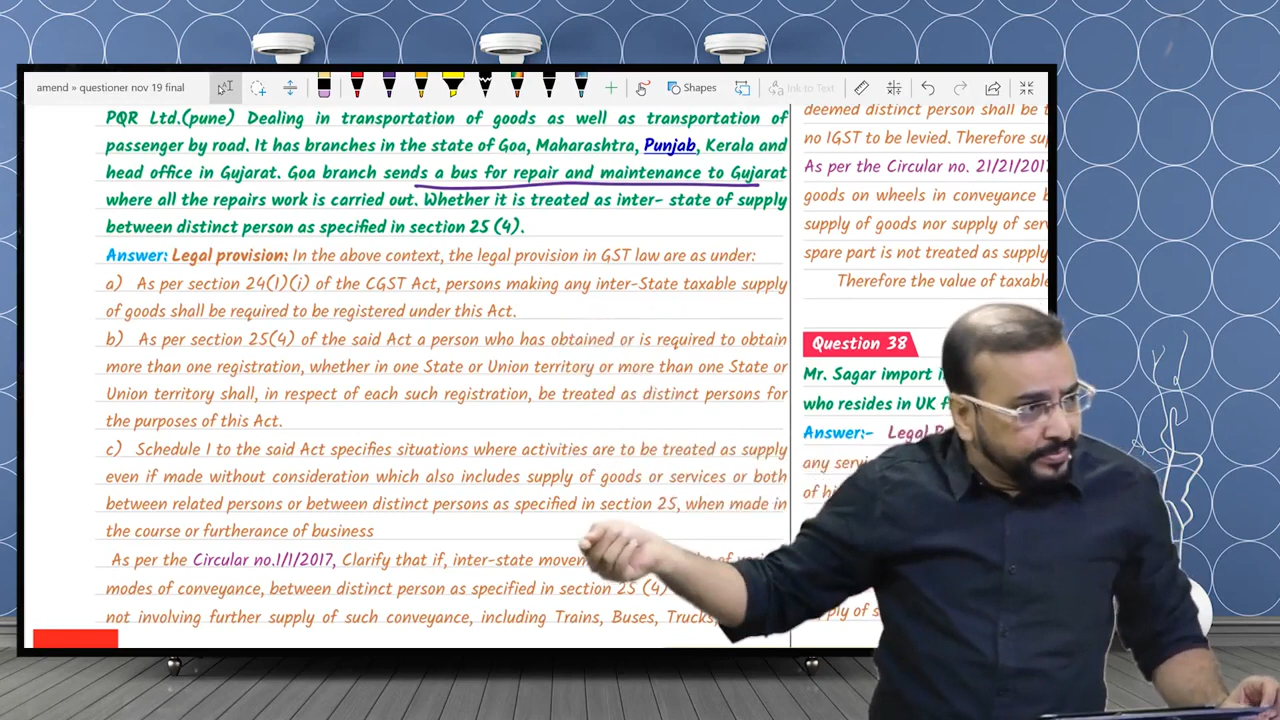 amend » questioner nov 19 final
Shapes
Ink to Text
PQR Ltd.(pune) Dealing in transportation of goods as well as transportation of
passenger by road. It has branches in the state of Goa, Maharashtra, Punjab, Kerala and
head office in Gujarat. Goa branch sends a bus for repair and maintenance to Gujarat
where all the repairs work is carried out. Whether it is treated as inter- state of supply
between distinct person as specified in section 25 (4).
Answer: Legal provision: In the above context, the legal provision in GST law are as under:
a) As per section 24(1)(i) of the CGST Act, persons making any inter-State taxable supply
of goods shall be required to be registered under this Act.
b) As per section 25(4) of the said Act a person who has obtained or is required to obtain
more than one registration, whether in one State or Union territory or more than one State or
Union territory shall, in respect of each such registration, be treated as distinct persons for
the purposes of this Act.
c) Schedule I to the said Act specifies situations where activities are to be treated as supply
even if made without consideration which also includes supply of goods or services or both
between related persons or between distinct persons as specified in section 25, when made in
the course or furtherance of business
As per the Circular no.1/1/2017, Clarify that if, inter-state
modes of conveyance, between distinct person as specified in section 25 (4)
not involving further supply of such conveyance, including Trains, Buses, Trucks,
deemed distinct person shall be
no IGST to be levied. Therefore
As per the Circular no. 21/21/2017
goods on wheels in conveyance
supply of goods nor supply of
spare part is not treated as supply
Therefore the value of taxable
Question 38
Mr. Sagar import
who resides in UK
Answer:- Legal
any
of
of